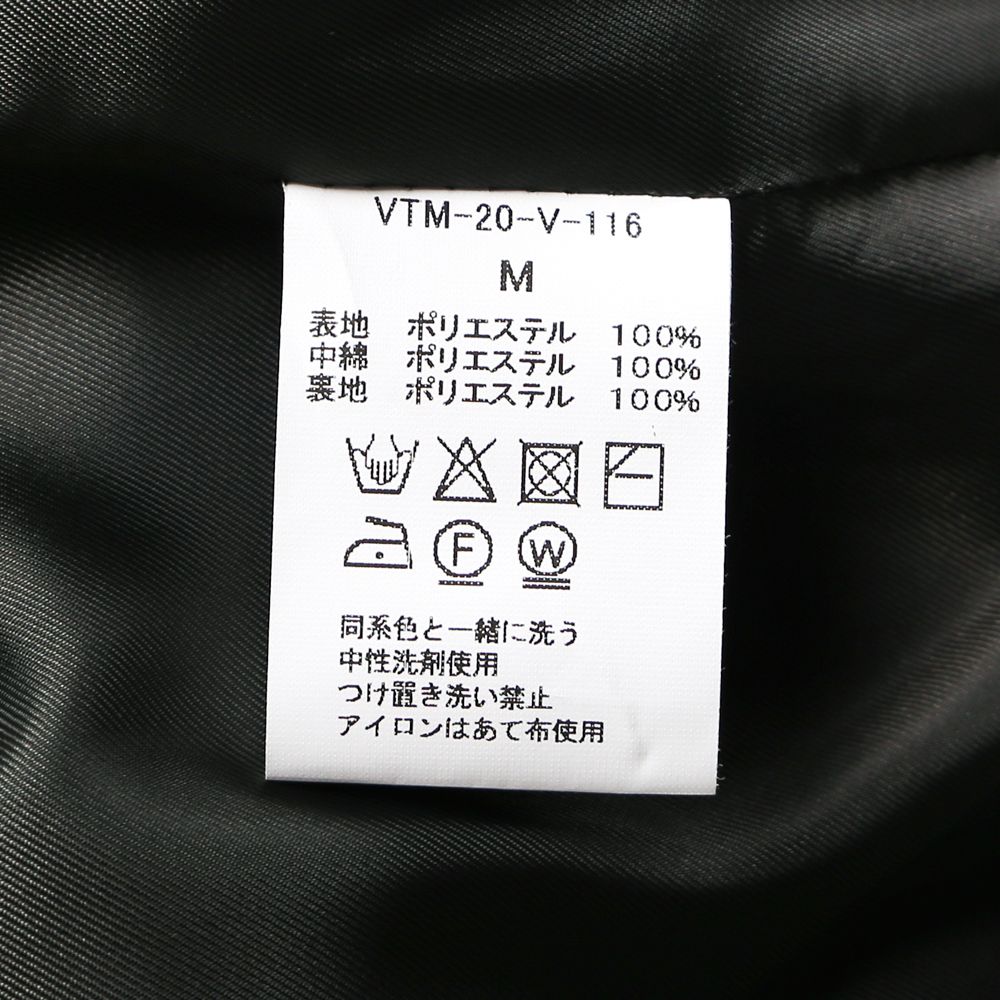 VTM-20-V-116
M
表地 ポリエステル 100%
中綿 ポリエステル 100%
裏地 ポリエステル 100%
F W
同系色と一緒に洗う
中性洗剤使用
つけ置き洗い禁止
アイロンはあて布使用